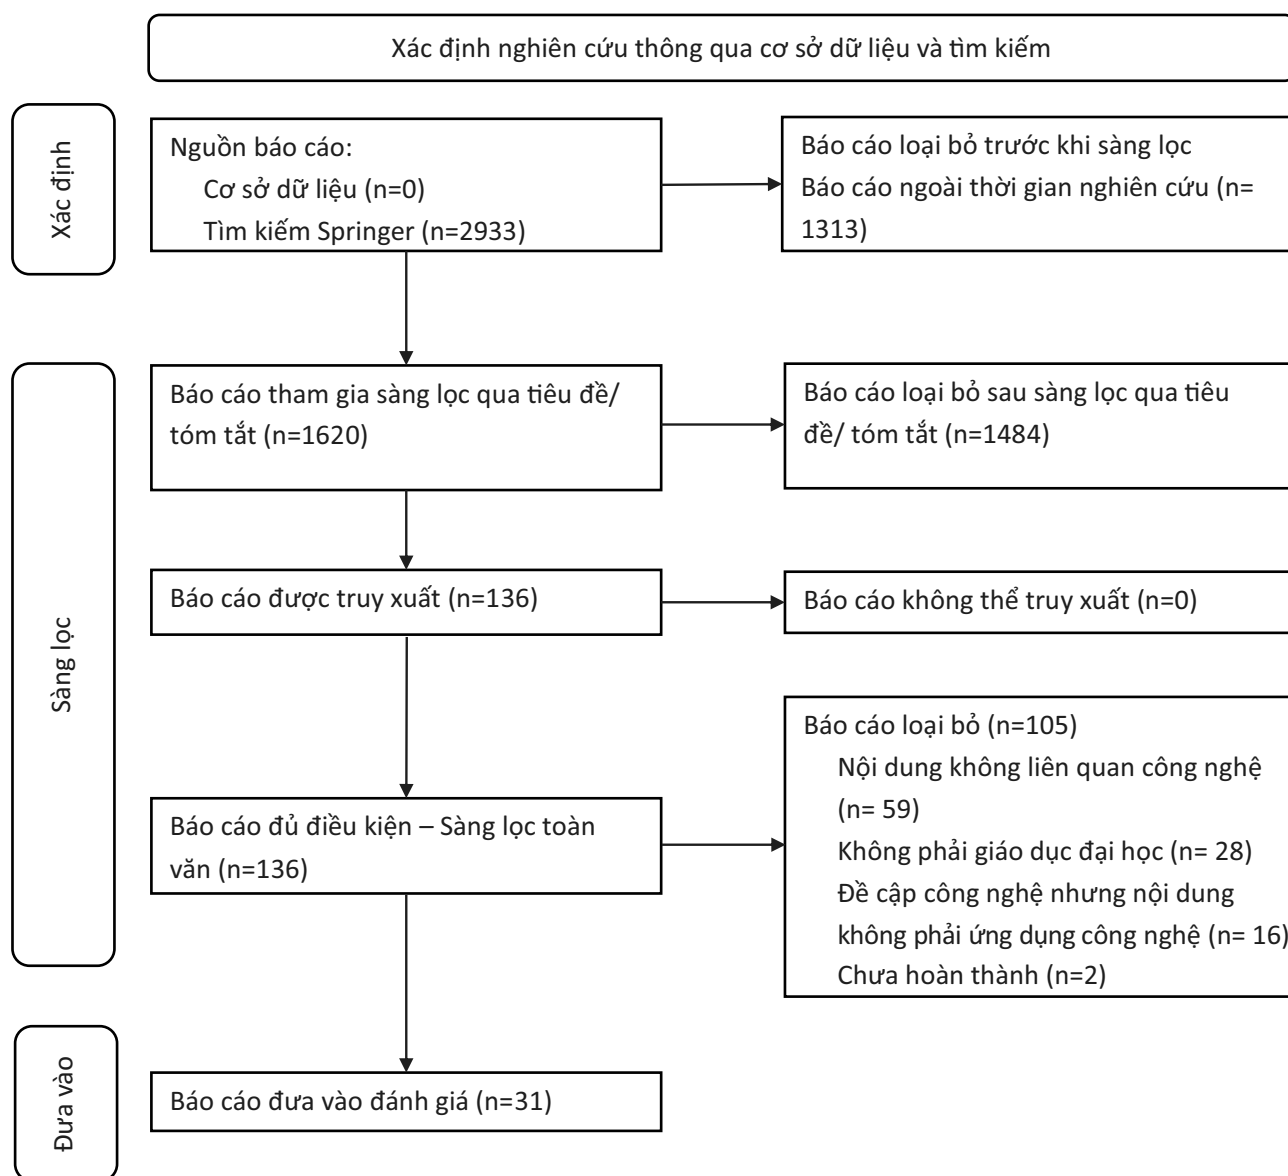 Xác định nghiên cứu thông qua cơ sở dữ liệu và tìm kiếm
Xác định
Nguồn báo cáo:
Cơ sở dữ liệu (n=0)
Tìm kiếm Springer (n=2933)
Báo cáo loại bỏ trước khi sàng lọc
Báo cáo ngoài thời gian nghiên cứu (n=
1313)
Sàng lọc
Báo cáo tham gia sàng lọc qua tiêu đề/
tóm tắt (n=1620)
Báo cáo loại bỏ sau sàng lọc qua tiêu
đề/ tóm tắt (n=1484)
Báo cáo được truy xuất (n=136)
Báo cáo không thể truy xuất (n=0)
Báo cáo đủ điều kiện – Sàng lọc toàn
văn (n=136)
Báo cáo loại bỏ (n=105)
Nội dung không liên quan công nghệ
(n= 59)
Không phải giáo dục đại học (n= 28)
Đề cập công nghệ nhưng nội dung
không phải ứng dụng công nghệ (n= 16)
Chưa hoàn thành (n=2)
Đưa vào
Báo cáo đưa vào đánh giá (n=31)